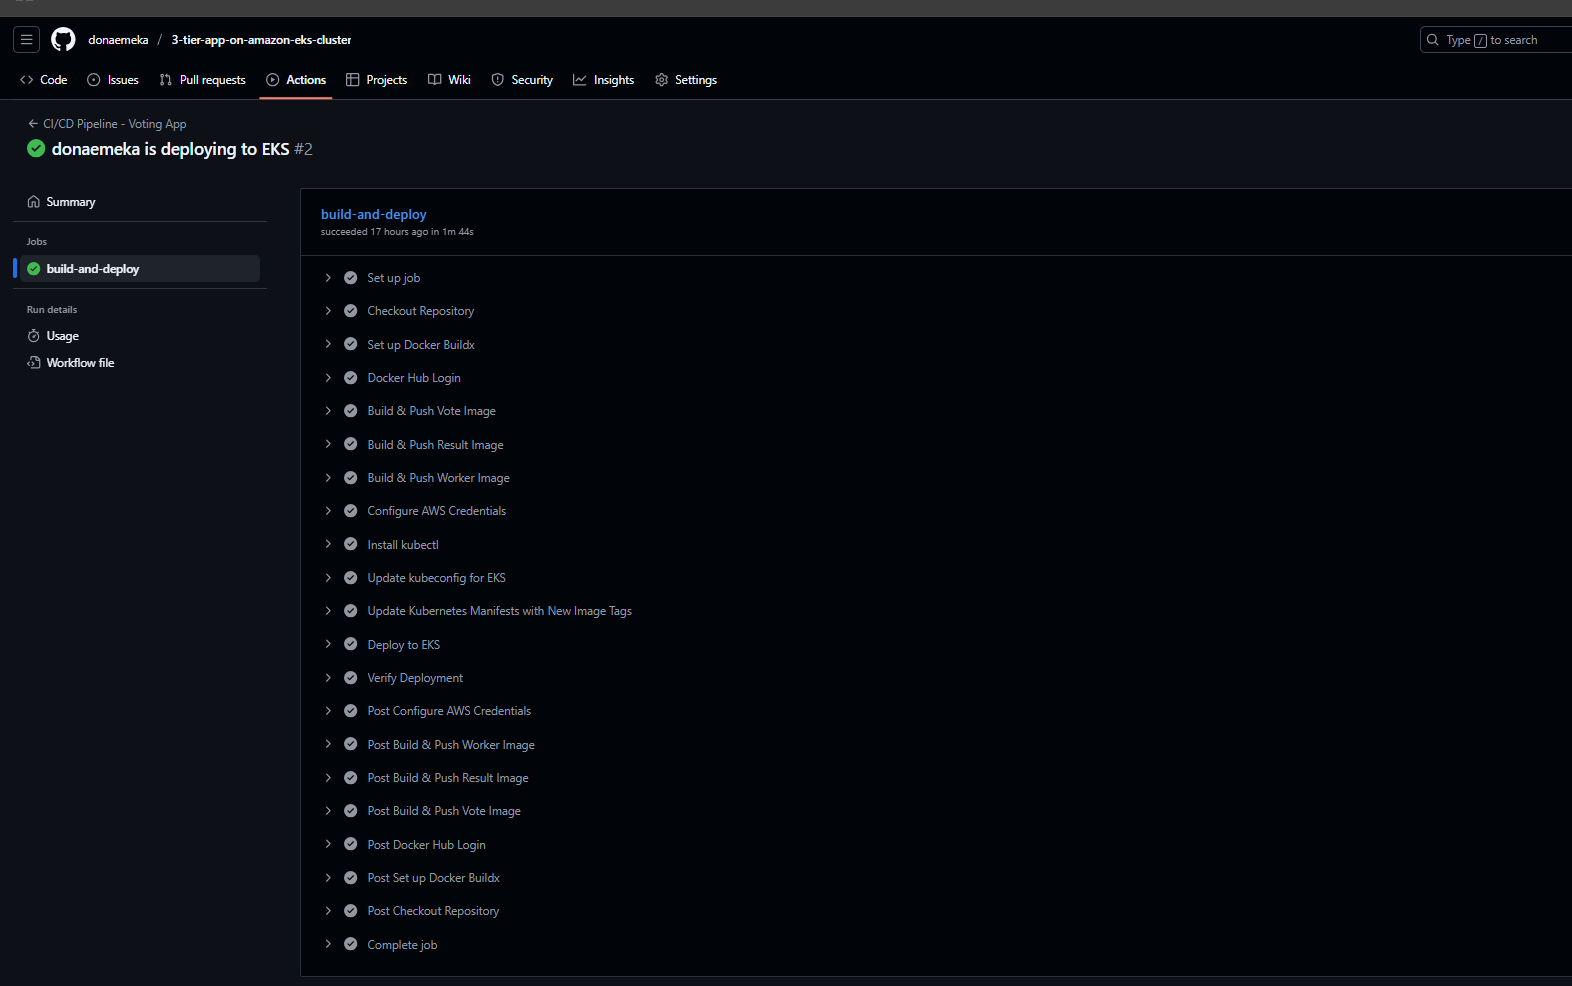 donaemeka / 3-tier-app-on-amazon-eks-cluster
Type / to search
Code Issues Pull requests Actions Projects Wiki Security Insights Settings
CI/CD Pipeline - Voting App
donaemeka is deploying to EKS #2
Summary
Jobs
build-and-deploy
Run details
Usage
Workflow file
build-and-deploy
succeeded 17 hours ago in 1m 44s
Set up job
Checkout Repository
Set up Docker Buildx
Docker Hub Login
Build & Push Vote Image
Build & Push Result Image
Build & Push Worker Image
Configure AWS Credentials
Install kubectl
Update kubeconfig for EKS
Update Kubernetes Manifests with New Image Tags
Deploy to EKS
Verify Deployment
Post Configure AWS Credentials
Post Build & Push Worker Image
Post Build & Push Result Image
Post Build & Push Vote Image
Post Docker Hub Login
Post Set up Docker Buildx
Post Checkout Repository
Complete job